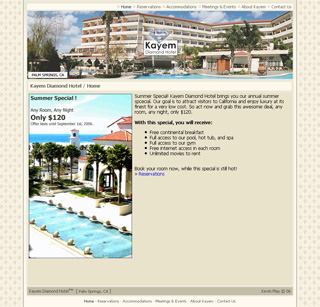 Home - Reservations - Accommodations - Meetings & Events - About Kayem - Contact Us
Kayem
Diamond Hotel
PALM SPRINGS, CA
Kayem Diamond Hotel / Home
Summer Special !
Any Room, Any Night
Only $120
Offer lasts until September 1st, 2006.
Summer Special! Kayem Diamond Hotel brings you our annual summer
special. Our goal is to attract visitors to California and enjoy luxury at its
finest for a very low cost. So act now and grab this awesome deal, any
room, any night, only $120.
With this special, you will receive:
Free continental breakfast
Full access to our pool, hot tub, and spa
Full access to our gym
Free internet access in each room
Unlimited movies to rent
Book your room now, while this special's still hot!
» Reservations
Kayem Diamond Hotel™ [ Palm Springs, CA ]
Kevin Mao © 06
Home - Reservations - Accommodations - Meetings & Events - About Kayem - Contact Us